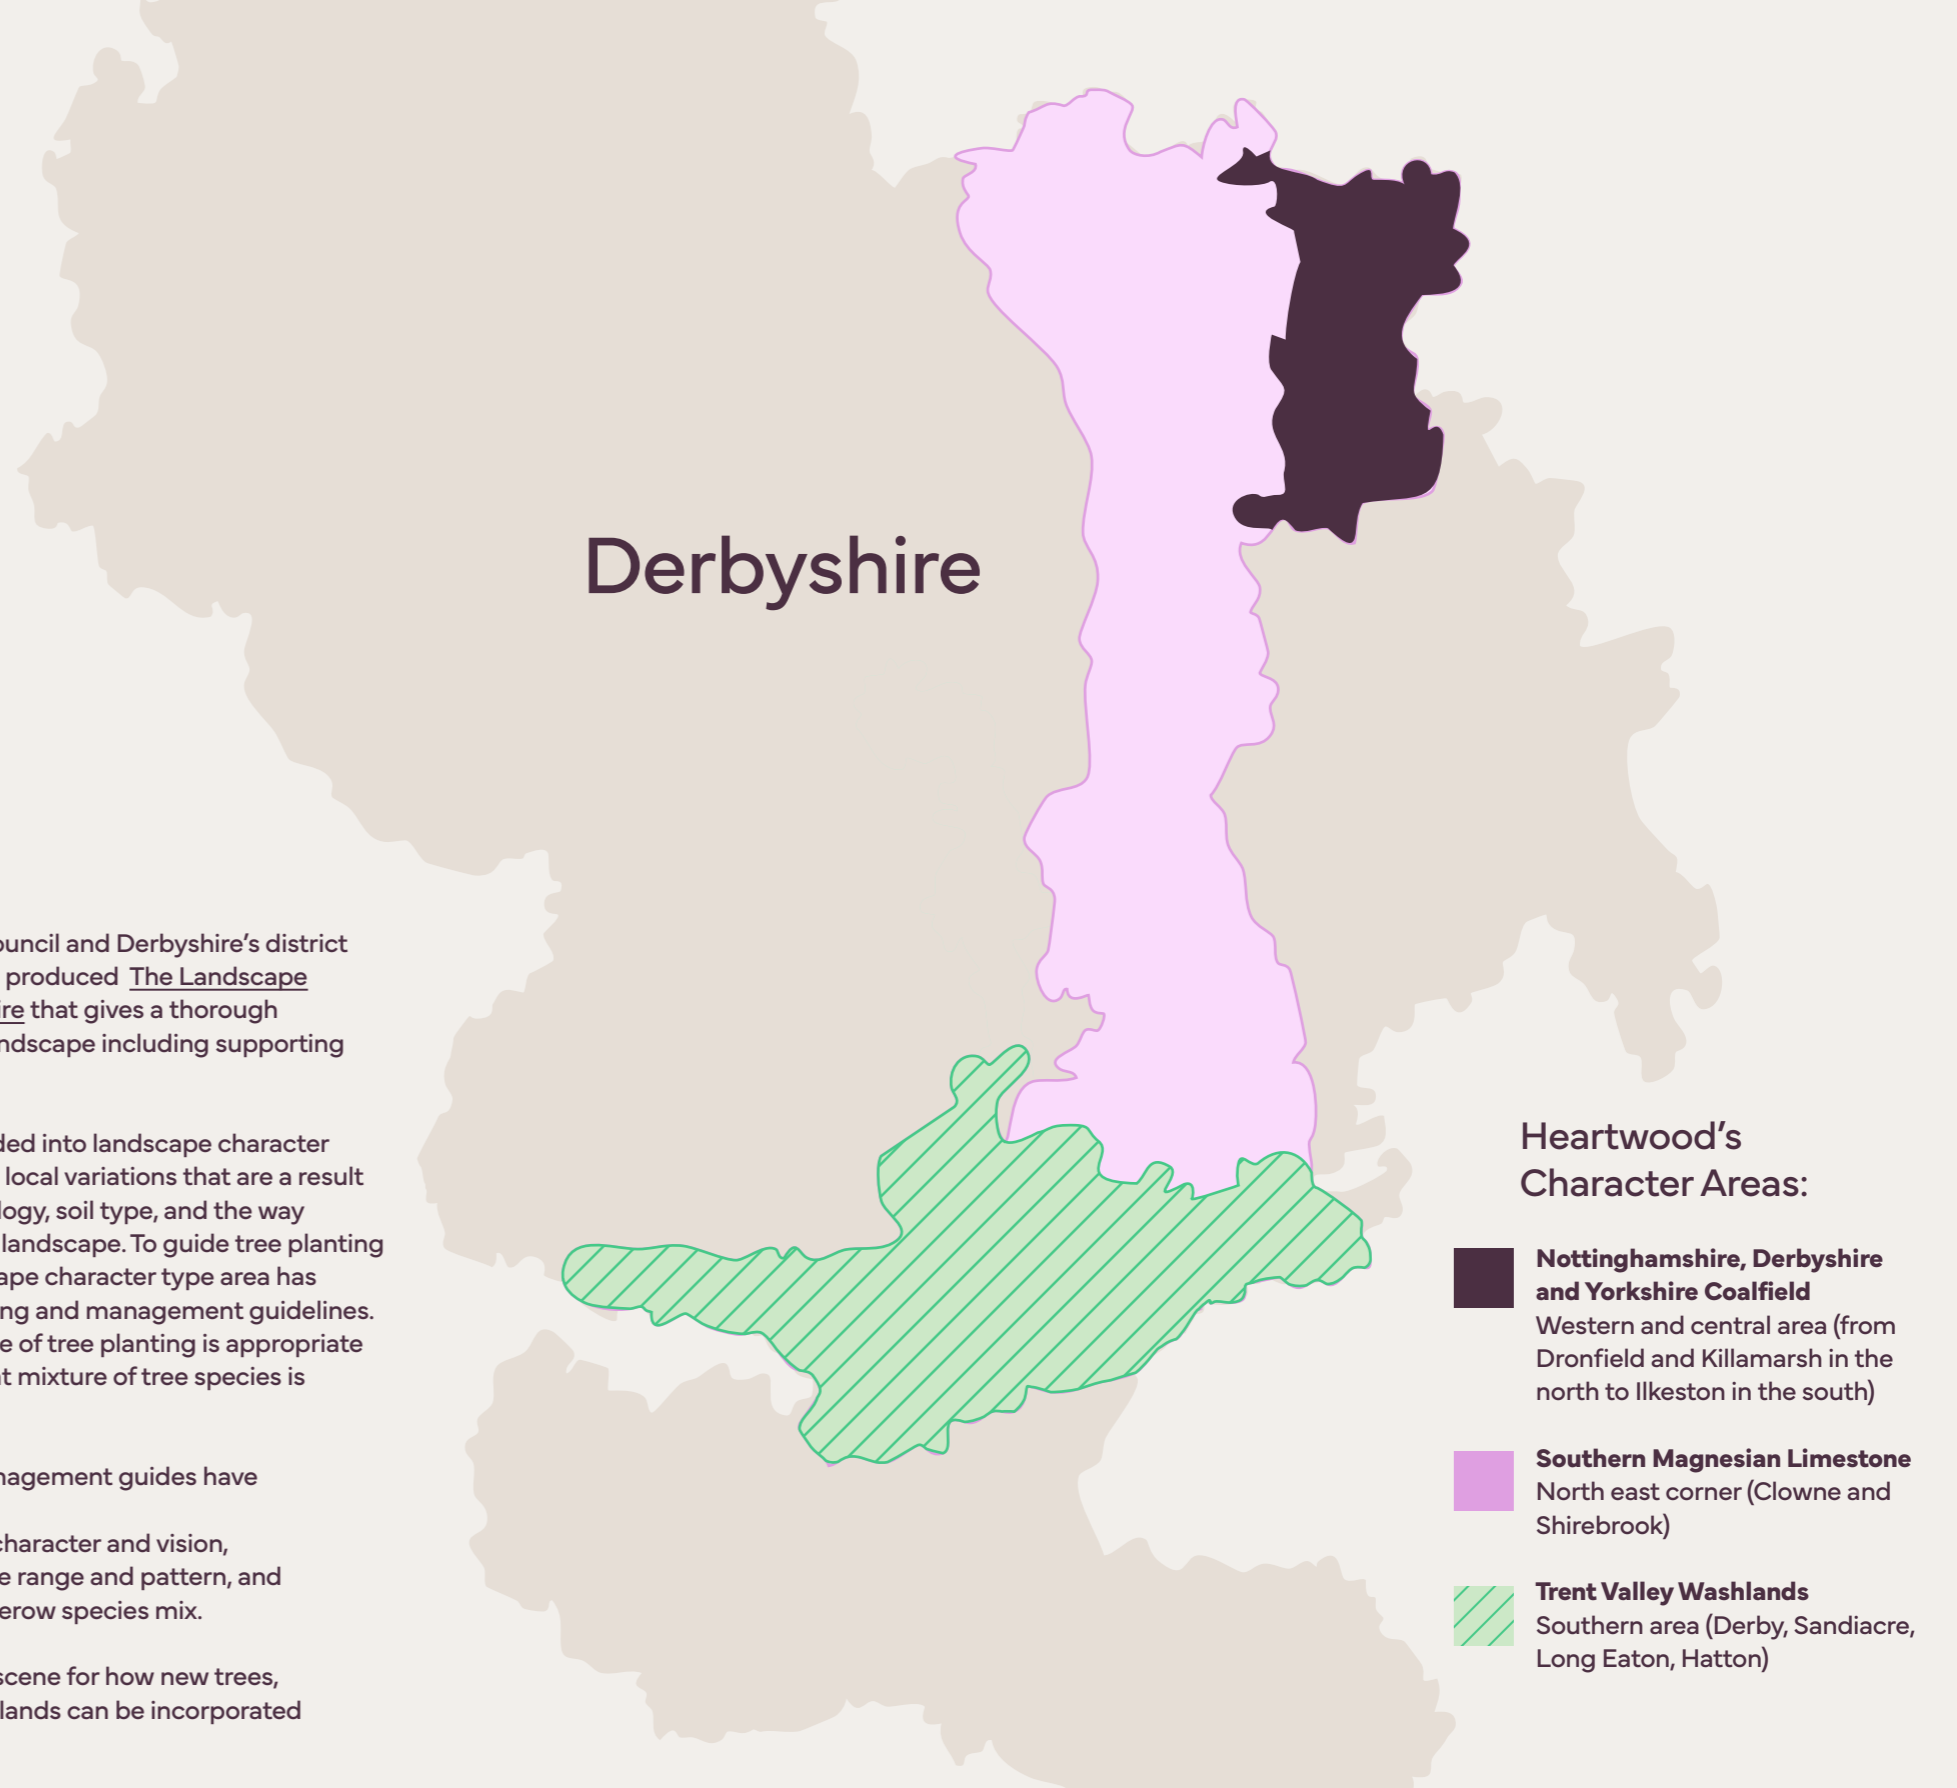 Derbyshire
ouncil and Derbyshire’s district
produced The Landscape
ire that gives a thorough
ndscape including supporting
ded into landscape character
local variations that are a result
logy, soil type, and the way
landscape. To guide tree planting
ape character type area has
ng and management guidelines.
e of tree planting is appropriate
t mixture of tree species is
nagement guides have
character and vision,
e range and pattern, and
erow species mix.
scene for how new trees,
lands can be incorporated
Heartwood’s
Character Areas:
Nottinghamshire, Derbyshire
and Yorkshire Coalfield
Western and central area (from
Dronfield and Killamarsh in the
north to Ilkeston in the south)
Southern Magnesian Limestone
North east corner (Clowne and
Shirebrook)
Trent Valley Washlands
Southern area (Derby, Sandiacre,
Long Eaton, Hatton)